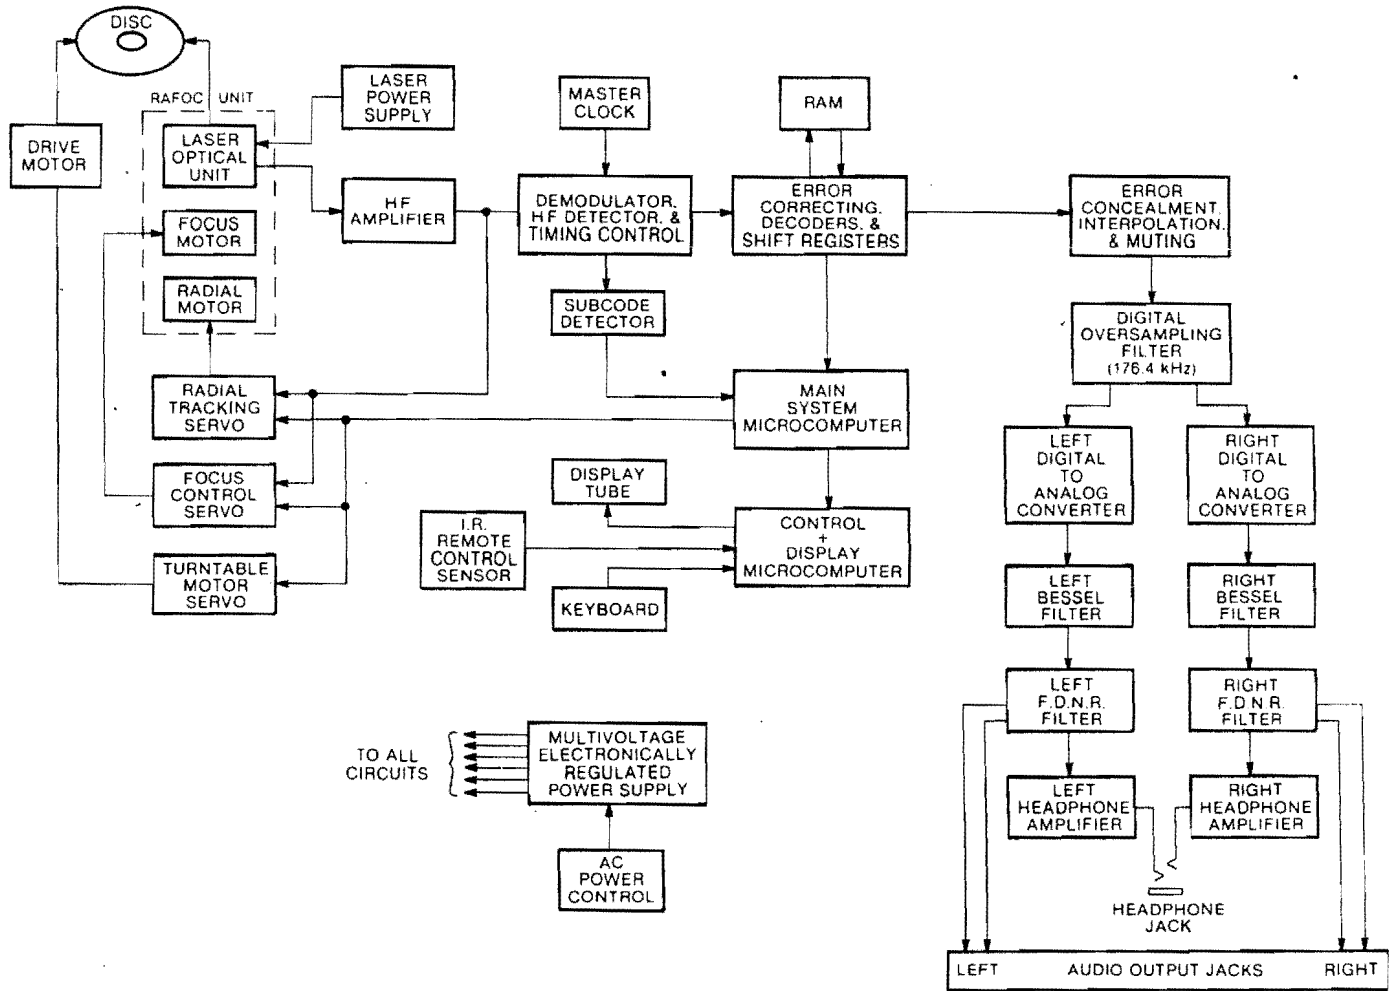 DISC
RAFOC UNIT
LASER
POWER
SUPPLY
MASTER
CLOCK
RAM
DRIVE
MOTOR
LASER
OPTICAL
UNIT
HF
AMPLIFIER
DEMODULATOR,
HF DETECTOR, &
TIMING CONTROL
ERROR
CORRECTING,
DECODERS, &
SHIFT REGISTERS
ERROR
CONCEALMENT,
INTERPOLATION,
& MUTING
FOCUS
MOTOR
RADIAL
MOTOR
SUBCODE
DETECTOR
DIGITAL
OVERSAMPLING
FILTER
(176.4 kHz)
RADIAL
TRACKING
SERVO
MAIN
SYSTEM
MICROCOMPUTER
LEFT
DIGITAL
TO
ANALOG
CONVERTER
RIGHT
DIGITAL
TO
ANALOG
CONVERTER
FOCUS
CONTROL
SERVO
DISPLAY
TUBE
I.R.
REMOTE
CONTROL
SENSOR
CONTROL
+
DISPLAY
MICROCOMPUTER
TURNTABLE
MOTOR
SERVO
KEYBOARD
LEFT
BESSEL
FILTER
RIGHT
BESSEL
FILTER
LEFT
F.D.N.R.
FILTER
RIGHT
F.D.N.R.
FILTER
TO ALL
CIRCUITS
MULTIVOLTAGE
ELECTRONICALLY
REGULATED
POWER SUPPLY
LEFT
HEADPHONE
AMPLIFIER
RIGHT
HEADPHONE
AMPLIFIER
AC
POWER
CONTROL
HEADPHONE
JACK
LEFT AUDIO OUTPUT JACKS RIGHT